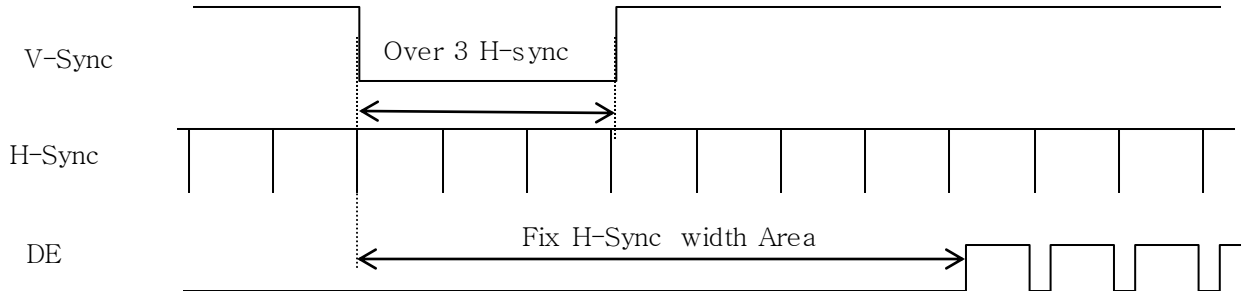 V-Sync
Over 3 H-sync
H-Sync
Fix H-Sync width Area
DE